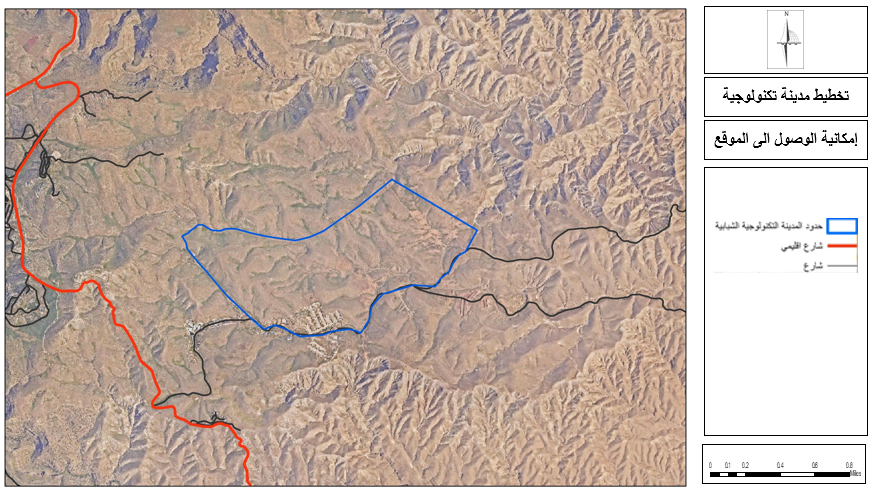 N
تخطيط مدينة تكنولوجية
إمكانية الوصول الى الموقع
حدود المدينة التكنولوجية الشبابية
شارع اقليمي
شارع
0 0.1 0.2 0.4 0.6 0.8
Miles